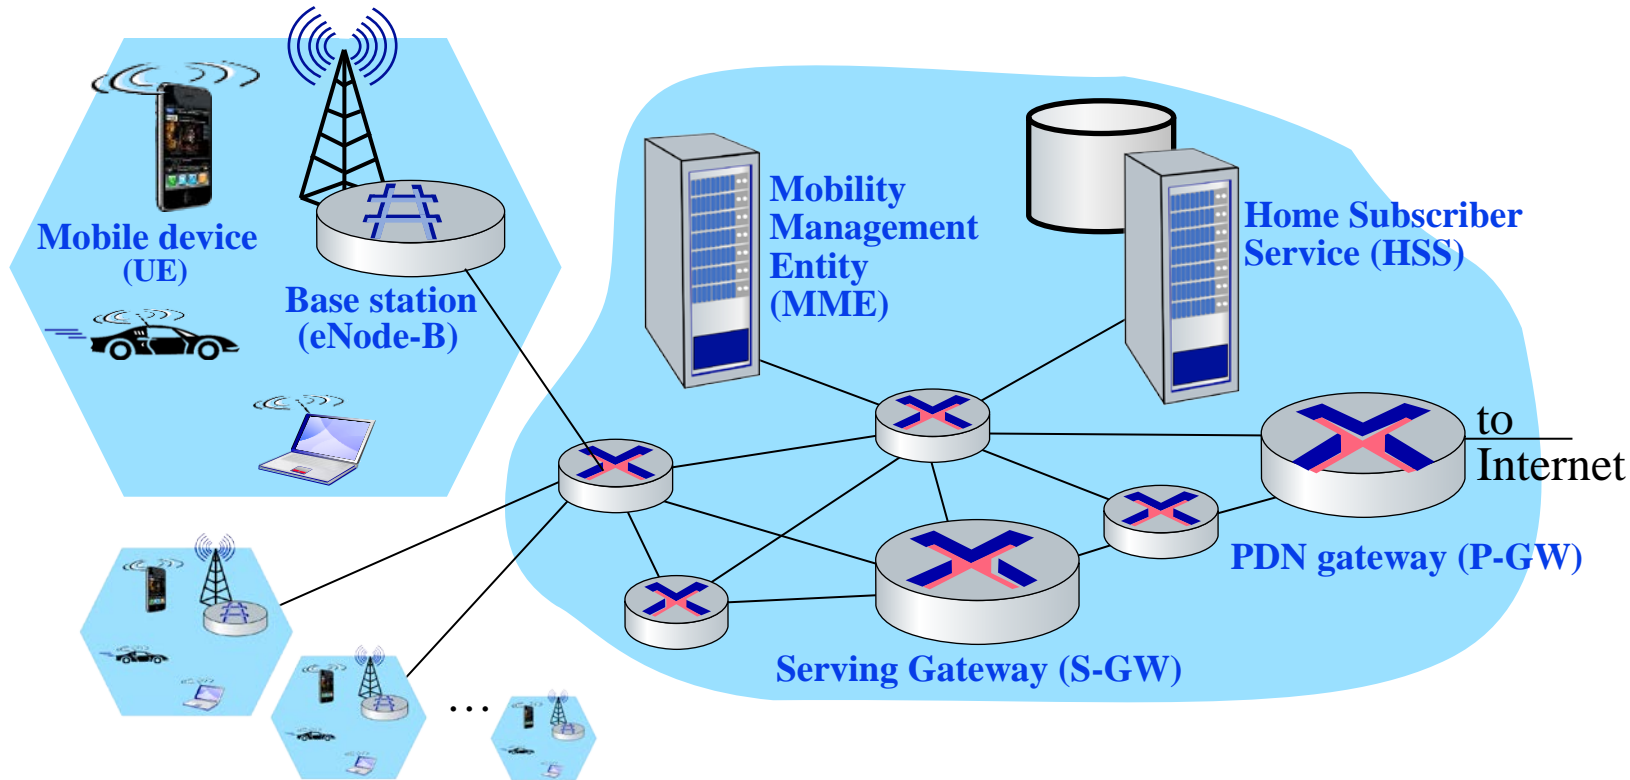 Mobile device
(UE)
Base station
(eNode-B)
Mobility
Management
Entity
(MME)
Home Subscriber
Service (HSS)
to
Internet
PDN gateway (P-GW)
Serving Gateway (S-GW)
...